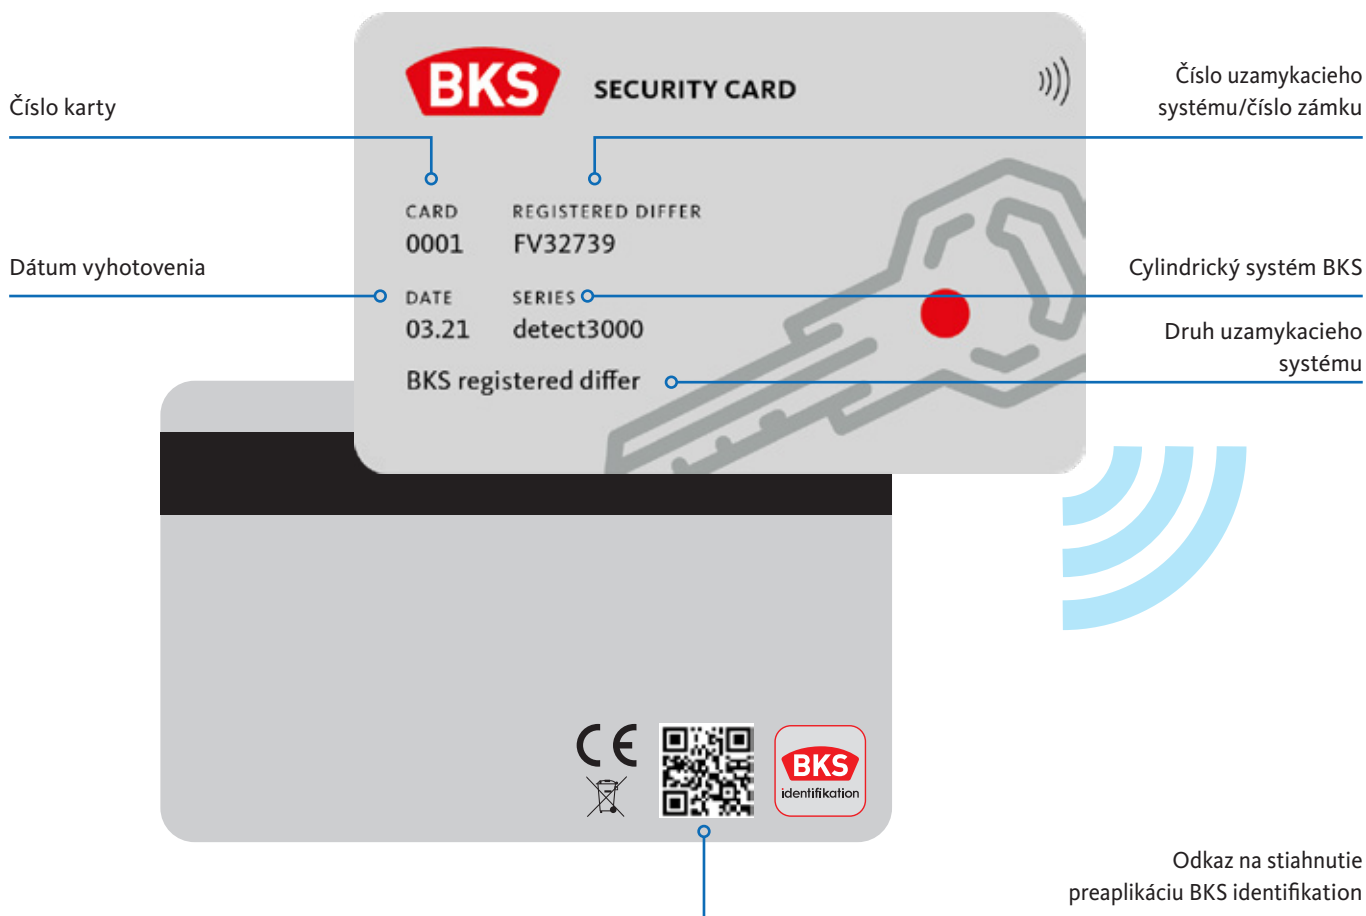 BKS
SECURITY CARD
Číslo karty
Číslo uzamykacieho
systému/číslo zámku
CARD
REGISTERED DIFFER
0001
FV32739
Dátum vyhotovenia
Cylindrický systém BKS
DATE
SERIES
03.21
detect3000
Druh uzamykacieho
systému
BKS registered differ
CE
BKS
identifikation
Odkaz na stiahnutie
preaplikáciu BKS identifikation